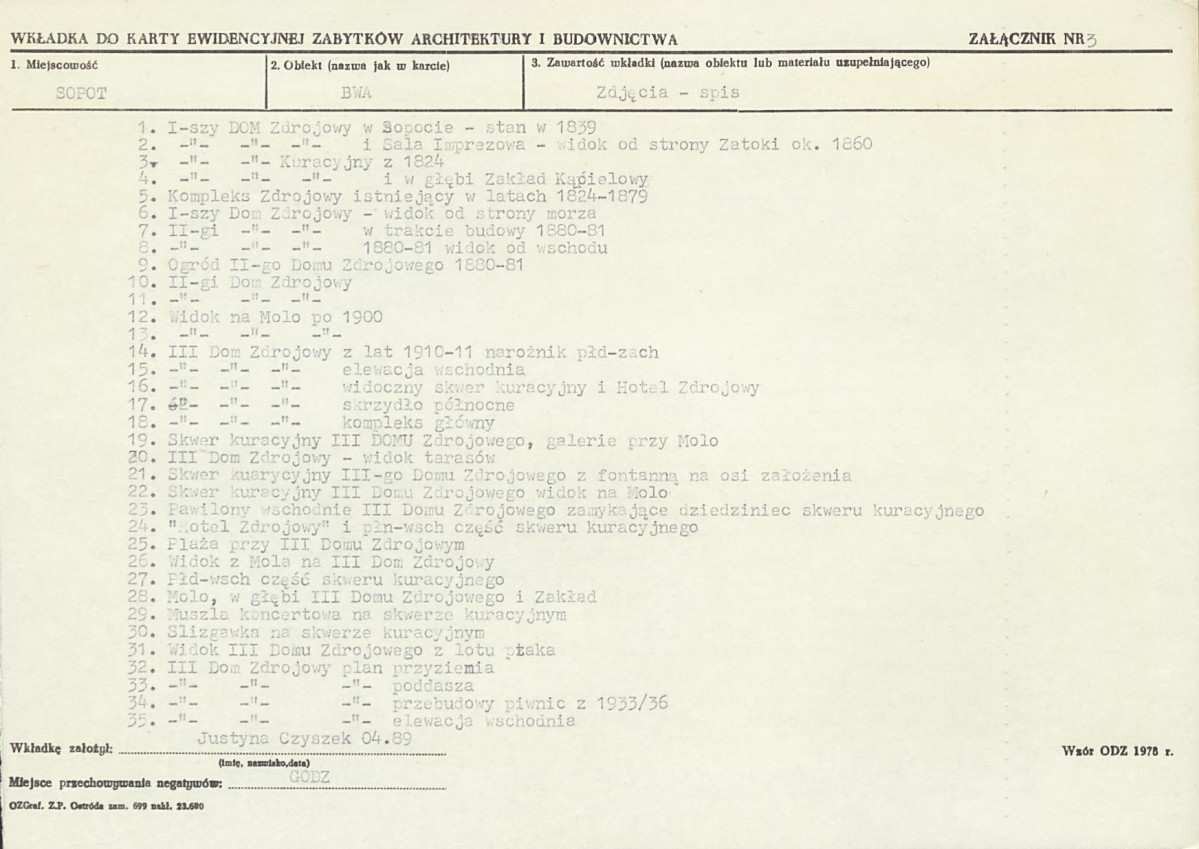 WKŁADKA DO KARTY EWIDENCYJNEJ ZABYTKÓW ARCHITEKTURY I BUDOWNICTWA ZAŁĄCZNIK NR 3
1. Miejscowość 2. Obiekt (nazwa jak w karcie) 3. Zawartość wkładki (nazwa obiektu lub materiału uzupełniającego)
SOPOT BWA Zdjęcia - spis
1. I-szy DOM Zdrojowy w Sopocie - stan w 1839
2. -"- -"- -"- i Sala Imprezowa - widok od strony Zatoki ok. 1860
3. -"- -"- Kuracyjny z 1824
4. -"- -"- -"- i w głębi Zakład Kąpielowy
5. Kompleks Zdrojowy istniejący w latach 1824-1879
6. I-szy Dom Zdrojowy - widok od strony morza
7. II-gi -"- -"- w trakcie budowy 1880-81
8. -"- -"- -"- 1880-81 widok od wschodu
9. Ogród II-go Domu Zdrojowego 1880-81
10. II-gi Dom Zdrojowy
11. -"- -"- -"-
12. Widok na Molo po 1900
13. -"- -"- -"-
14. III Dom Zdrojowy z lat 1910-11 narożnik płd-zach
15. -"- -"- -"- elewacja wschodnia
16. -"- -"- -"- widoczny skwer kuracyjny i Hotel Zdrojowy
17. -"- -"- -"- skrzydło północne
18. -"- -"- -"- kompleks główny
19. Skwer kuracyjny III DOMU Zdrojowego, galerie przy Molo
20. III Dom Zdrojowy - widok tarasów
21. Skwer kuarycyjny III-go Domu Zdrojowego z fontanną na osi założenia
22. Skwer kuracyjny III Domu Zdrojowego widok na Molo
23. Pawilony wschodnie III Domu Zdrojowego zamykające dziedziniec skweru kuracyjnego
24. "Hotel Zdrojowy" i płn-wsch część skweru kuracyjnego
25. Plaża przy III Domu Zdrojowym
26. Widok z Mola na III Dom Zdrojowy
27. Płd-wsch część skweru kuracyjnego
28. Molo, w głębi III Domu Zdrojowego i Zakład
29. Muszla koncertowa na skwerze kuracyjnym
30. Slizgawka na skwerze kuracyjnym
31. Widok III Domu Zdrojowego z lotu ptaka
32. III Dom Zdrojowy plan przyziemia
33. -"- -"- -"- poddasza
34. -"- -"- -"- przebudowy piwnic z 1933/36
35. -"- -"- -"- elewacja wschodnia
Wkładkę założył: Justyna Czyszek 04.89 Wzór ODZ 1978 r.
(imię, nazwisko, data)
Miejsce przechowywania negatywów: GODZ
OZGraf. Z.P. Ostróda zam. 699 nakł. 23.600